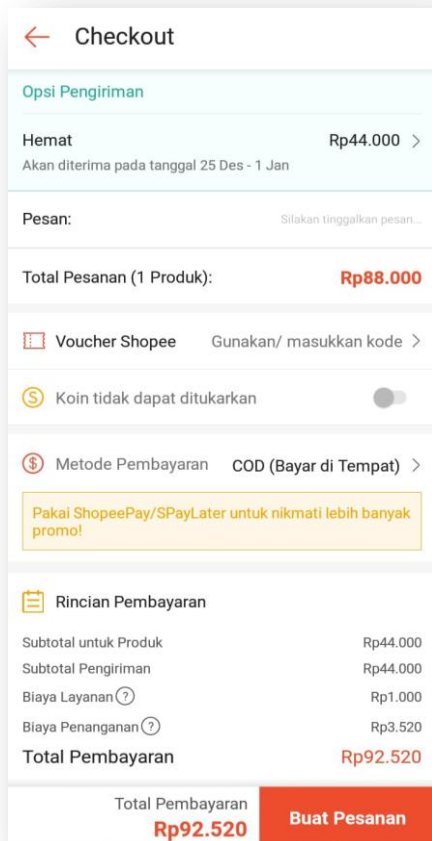 Checkout
Opsi Pengiriman
Hemat Rp44.000
Akan diterima pada tanggal 25 Des - 1 Jan
Pesan: Silakan tinggalkan pesan...
Total Pesanan (1 Produk): Rp88.000
Voucher Shopee Gunakan/ masukkan kode
Koin tidak dapat ditukarkan
Metode Pembayaran COD (Bayar di Tempat)
Pakai ShopeePay/SPayLater untuk nikmati lebih banyak
promo!
Rincian Pembayaran
Subtotal untuk Produk Rp44.000
Subtotal Pengiriman Rp44.000
Biaya Layanan ? Rp1.000
Biaya Penanganan ? Rp3.520
Total Pembayaran Rp92.520
Total Pembayaran
Rp92.520
Buat Pesanan